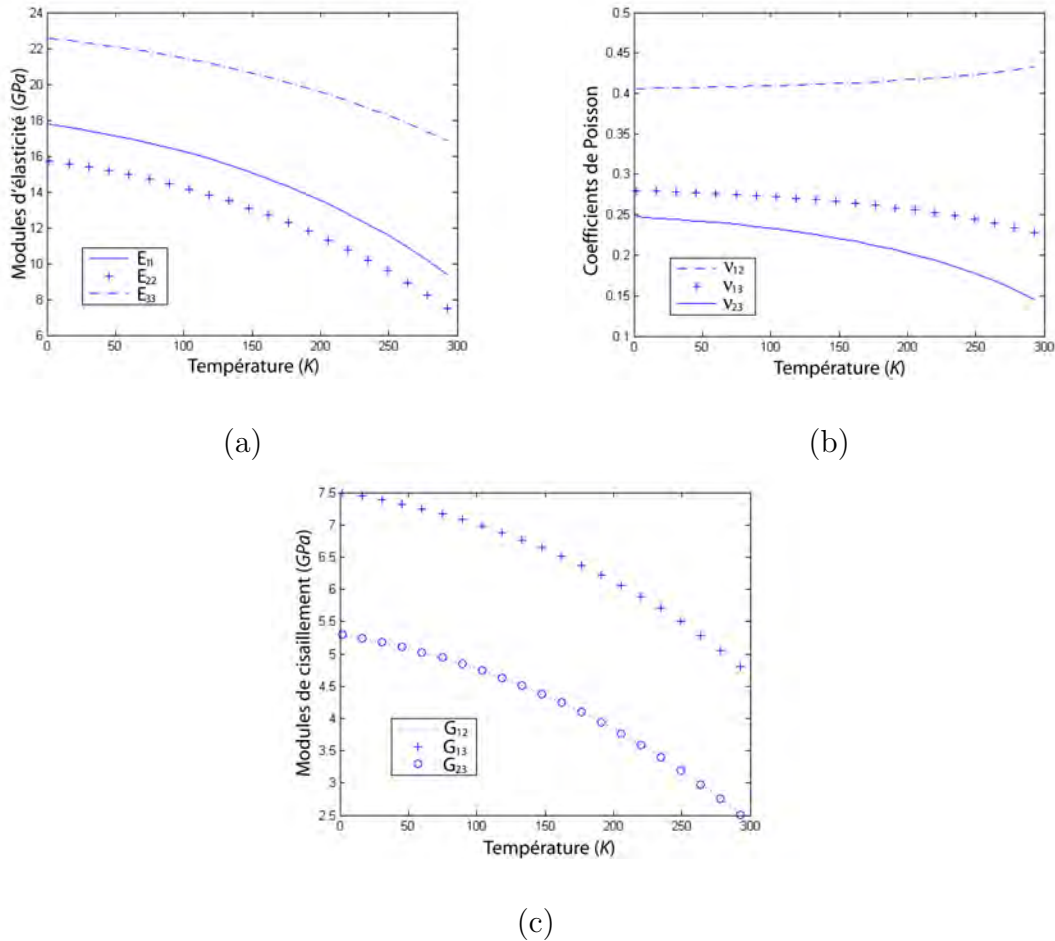 Modules d'élasticité (GPa)
24
22
20
18
16
14
12
10
8
6
E11
E22
E33
0 50 100 150 200 250 300
Température (K)
(a)
Coefficients de Poisson
0.5
0.45
0.4
0.35
0.3
0.25
0.2
0.15
0.1
ν12
ν13
ν23
0 50 100 150 200 250 300
Température (K)
(b)
Modules de cisaillement (GPa)
7.5
7
6.5
6
5.5
5
4.5
4
3.5
3
2.5
G12
G13
G23
0 50 100 150 200 250 300
Température (K)
(c)